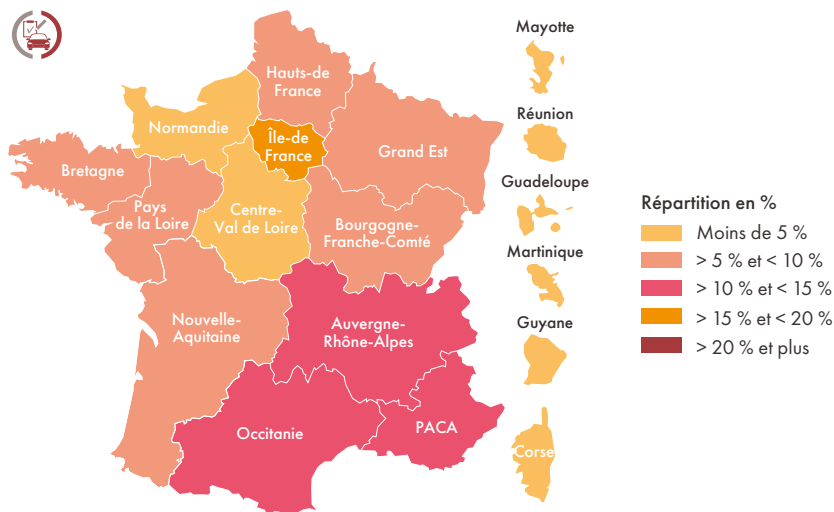 Mayotte
Hauts-de
France
Réunion
Normandie
Île-de
France
Grand Est
Bretagne
Guadeloupe
Pays
de la Loire
Centre-
Val de Loire
Bourgogne-
Franche-Comté
Martinique
Nouvelle-
Aquitaine
Auvergne-
Rhône-Alpes
Guyane
Occitanie
PACA
Corse
Répartition en %
Moins de 5 %
> 5 % et < 10 %
> 10 % et < 15 %
> 15 % et < 20 %
> 20 % et plus